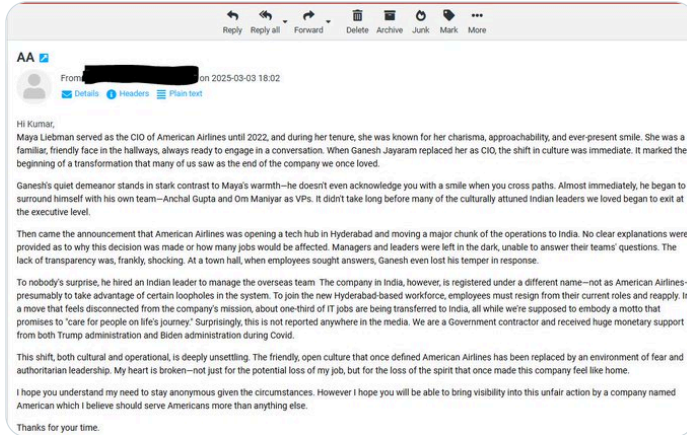 Reply Reply all Forward Delete Archive Junk Mark More
AA
From on 2025-03-03 18:02
Details Headers Plain text
Hi Kumar,
Maya Liebman served as the CIO of American Airlines until 2022, and during her tenure, she was known for her charisma, approachability, and ever-present smile. She was a
familiar, friendly face in the hallways, always ready to engage in a conversation. When Ganesh Jayaram replaced her as CIO, the shift in culture was immediate. It marked the
beginning of a transformation that many of us saw as the end of the company we once loved.
Ganesh's quiet demeanor stands in stark contrast to Maya's warmth—he doesn't even acknowledge you with a smile when you cross paths. Almost immediately, he began to
surround himself with his own team—Anchal Gupta and Om Maniyar as VPs. It didn't take long before many of the culturally attuned Indian leaders we loved began to exit at
the executive level.
Then came the announcement that American Airlines was opening a tech hub in Hyderabad and moving a major chunk of the operations to India. No clear explanations were
provided as to why this decision was made or how many jobs would be affected. Managers and leaders were left in the dark, unable to answer their teams' questions. The
lack of transparency was, frankly, shocking. At a town hall, when employees sought answers, Ganesh even lost his temper in response.
To nobody's surprise, he hired an Indian leader to manage the overseas team The company in India, however, is registered under a different name—not as American Airlines-
presumably to take advantage of certain loopholes in the system. To join the new Hyderabad-based workforce, employees must resign from their current roles and reapply. In
a move that feels disconnected from the company's mission, about one-third of IT jobs are being transferred to India, all while we're supposed to embody a motto that
promises to "care for people on life's journey." Surprisingly, this is not reported anywhere in the media. We are a Government contractor and received huge monetary support
from both Trump administration and Biden administration during Covid.
This shift, both cultural and operational, is deeply unsettling. The friendly, open culture that once defined American Airlines has been replaced by an environment of fear and
authoritarian leadership. My heart is broken—not just for the potential loss of my job, but for the loss of the spirit that once made this company feel like home.
I hope you understand my need to stay anonymous given the circumstances. However I hope you will be able to bring visibility into this unfair action by a company named
American which I believe should serve Americans more than anything else.
Thanks for your time.